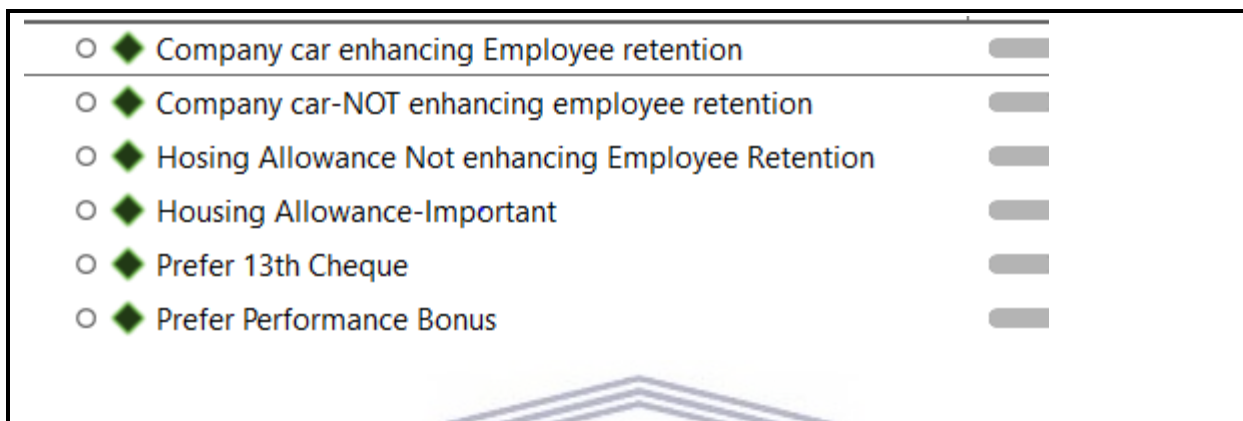 Company car enhancing Employee retention
Company car-NOT enhancing employee retention
Hosing Allowance Not enhancing Employee Retention
Housing Allowance-Important
Prefer 13th Cheque
Prefer Performance Bonus